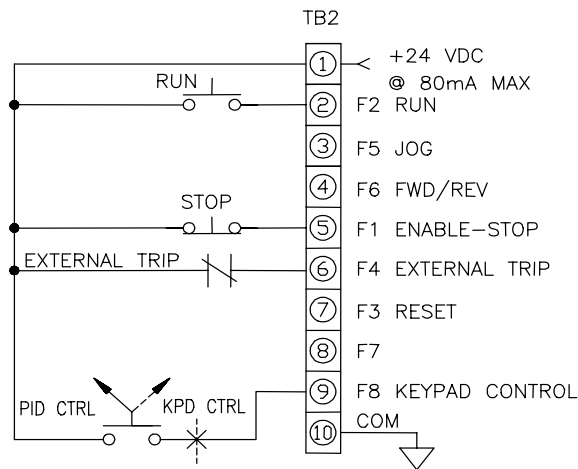 TB2
1 +24 VDC
@ 80mA MAX
RUN 2 F2 RUN
3 F5 JOG
4 F6 FWD/REV
STOP 5 F1 ENABLE-STOP
EXTERNAL TRIP 6 F4 EXTERNAL TRIP
7 F3 RESET
8 F7
PID CTRL KPD CTRL 9 F8 KEYPAD CONTROL
10 COM